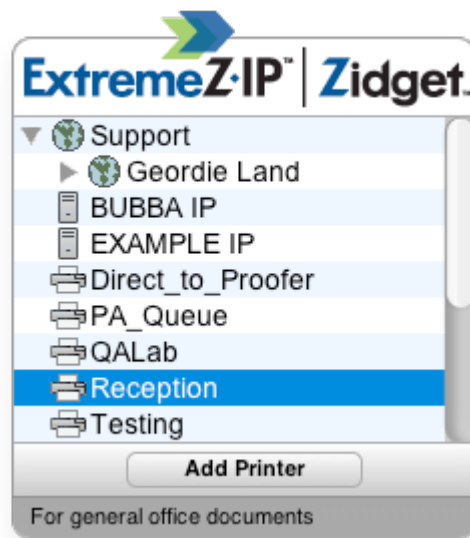 ExtremeZ-IP™ | Zidget
Support
Geordie Land
BUBBA IP
EXAMPLE IP
Direct_to_Proofer
PA_Queue
QALab
Reception
Testing
Add Printer
For general office documents